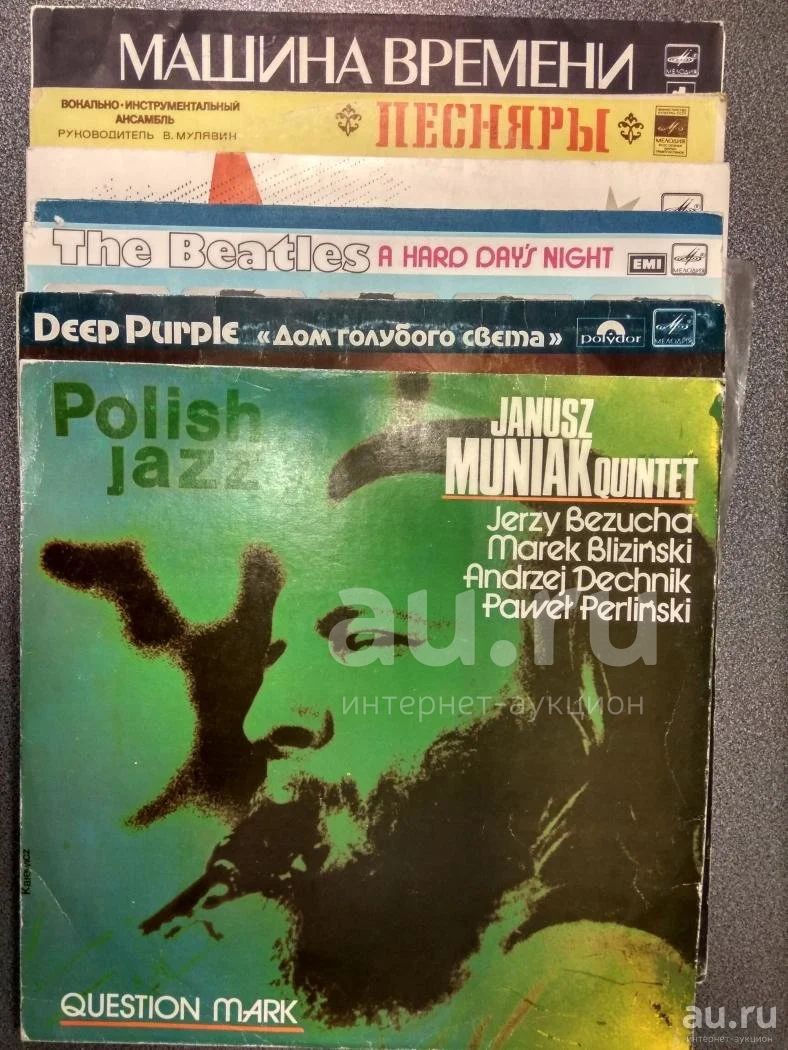 МАШИНА ВРЕМЕНИ
МЕЛОДИЯ
ВОКАЛЬНО-ИНСТРУМЕНТАЛЬНЫЙ
АНСАМБЛЬ
РУКОВОДИТЕЛЬ В. МУЛЯВИН
ПЕСНЯРЫ
МЕЛОДИЯ
The Beatles A HARD DAY'S NIGHT EMI МЕЛОДИЯ
DEEP PURPLE «Дом голубого света» polydor МЕЛОДИЯ
Polish
jazz
JANUSZ
MUNIAK QUINTET
Jerzy Bezucha
Marek Bliziński
Andrzej Dechnik
Paweł Perliński
au.ru
интернет-аукцион
Karewicz
QUESTION MARK
au.ru
интернет-аукцион